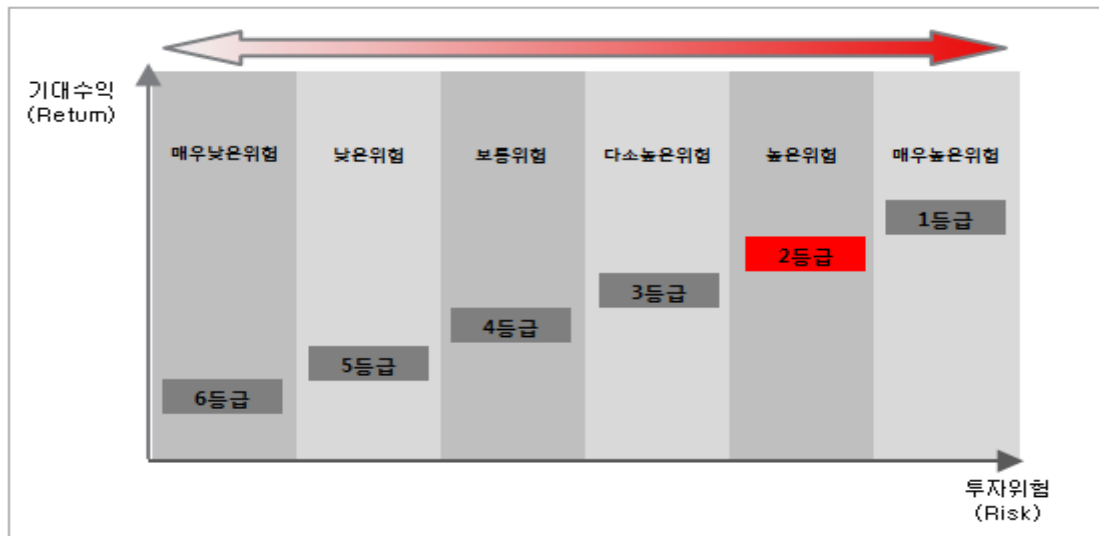 기대수익
(Return)
매우낮은위험
낮은위험
보통위험
다소높은위험
높은위험
매우높은위험
1등급
2등급
3등급
4등급
5등급
6등급
투자위험
(Risk)